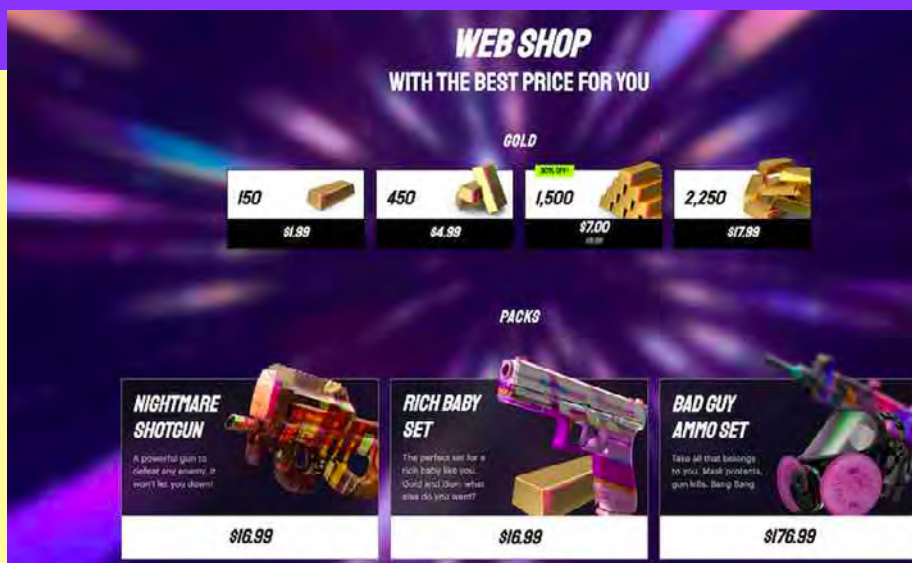 WEB SHOP
WITH THE BEST PRICE FOR YOU
GOLD
150
450
30% OFF!
1,500
2,250
$1.99
$4.99
$7.00
$17.99
PACKS
NIGHTMARE
SHOTGUN
A powerful gun to
defeat any enemy. It
won't let you down!
$16.99
RICH BABY
SET
The perfect set for a
rich baby like you.
Gold and Gun what
else do you want?
$16.99
BAD GUY
AMMO SET
Take all that belongs
to you. Mask protects,
gun kills. Bang Bang
$176.99